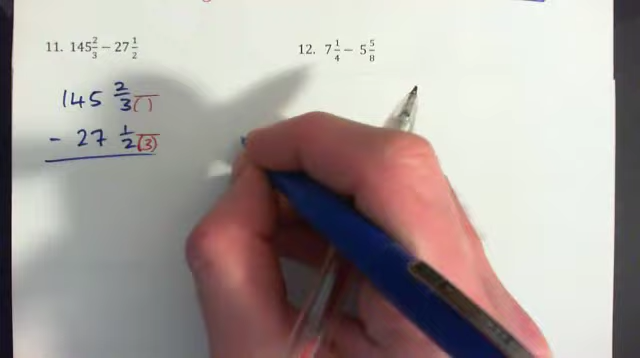 11. 145 2/3 − 27 1/2
12. 7 1/4 − 5 5/8
145 2/3( )
- 27 1/2(3)